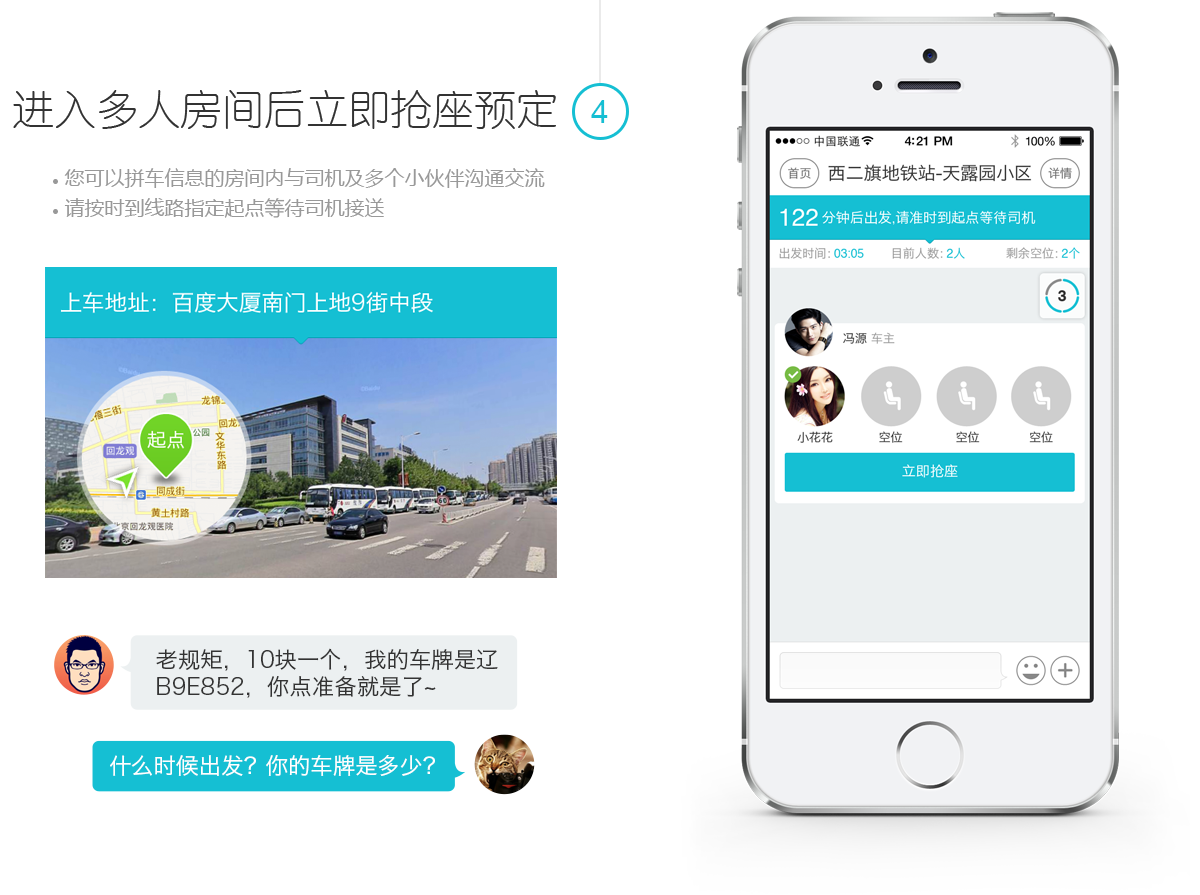 进入多人房间后立即抢座预定
4
您可以拼车信息的房间内与司机及多个小伙伴沟通交流
请按时到线路指定起点等待司机接送
上车地址：百度大厦南门上地9街中段
龙锦
禧三街
回龙
公园
起点
文华东路
回龙观
同成街
黄土村路
北京回龙观医院
60
老规矩，10块一个，我的车牌是辽
B9E852，你点准备就是了~
什么时候出发？你的车牌是多少？
中国联通 4:21 PM 100%
首页 西二旗地铁站-天露园小区 详情
122 分钟后出发,请准时到起点等待司机
出发时间: 03:05 目前人数: 2人 剩余空位: 2个
3
冯源 车主
小花花 空位 空位 空位
立即抢座